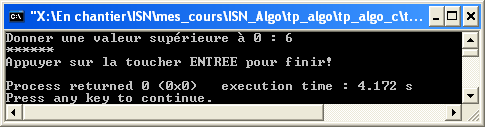 "X:\En chantier\ISN\mes_cours\ISN_Algo\tp_algo\tp_algo_c\t...
Donner une valeur supérieure à 0 : 6
******
Appuyer sur la toucher ENTREE pour finir!
Process returned 0 (0x0)   execution time : 4.172 s
Press any key to continue.